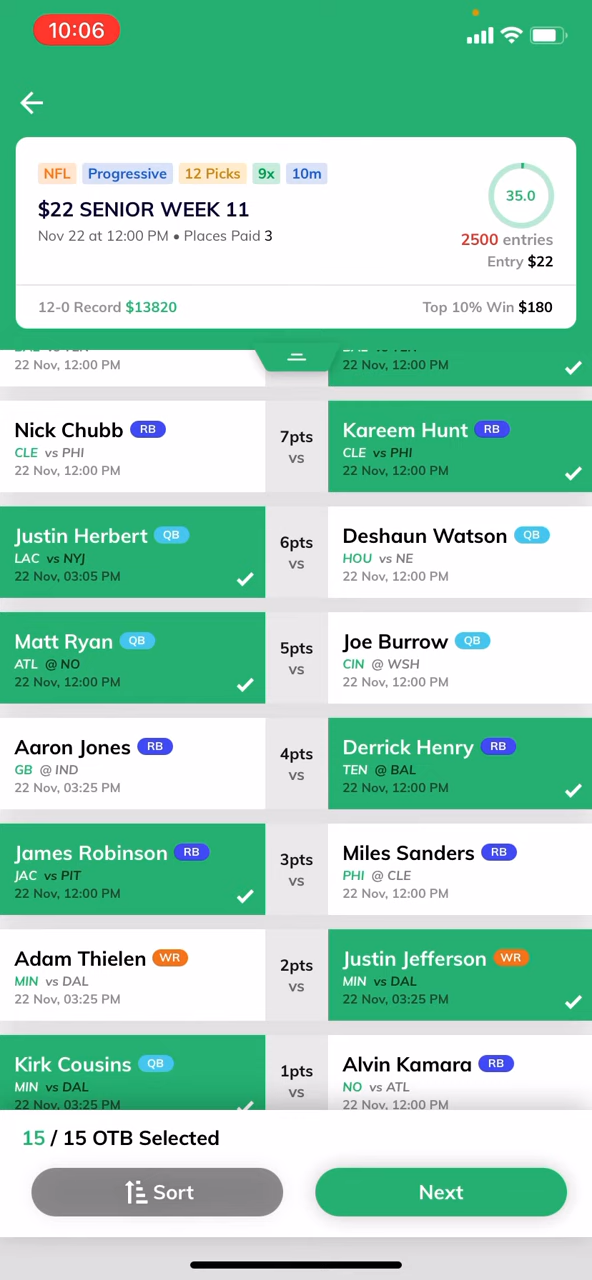 10:06
NFL Progressive 12 Picks 9x 10m
35.0
$22 SENIOR WEEK 11
Nov 22 at 12:00 PM • Places Paid 3
2500 entries
Entry $22
12-0 Record $13820 Top 10% Win $180
22 Nov, 12:00 PM 22 Nov, 12:00 PM
Nick Chubb RB 7pts Kareem Hunt RB
CLE vs PHI vs CLE vs PHI
22 Nov, 12:00 PM 22 Nov, 12:00 PM
Justin Herbert QB 6pts Deshaun Watson QB
LAC vs NYJ vs HOU vs NE
22 Nov, 03:05 PM 22 Nov, 12:00 PM
Matt Ryan QB 5pts Joe Burrow QB
ATL @ NO vs CIN @ WSH
22 Nov, 12:00 PM 22 Nov, 12:00 PM
Aaron Jones RB 4pts Derrick Henry RB
GB @ IND vs TEN @ BAL
22 Nov, 03:25 PM 22 Nov, 12:00 PM
James Robinson RB 3pts Miles Sanders RB
JAC vs PIT vs PHI @ CLE
22 Nov, 12:00 PM 22 Nov, 12:00 PM
Adam Thielen WR 2pts Justin Jefferson WR
MIN vs DAL vs MIN vs DAL
22 Nov, 03:25 PM 22 Nov, 03:25 PM
Kirk Cousins QB 1pts Alvin Kamara RB
MIN vs DAL vs NO vs ATL
22 Nov, 03:25 PM 22 Nov, 12:00 PM
15 / 15 OTB Selected
Sort Next